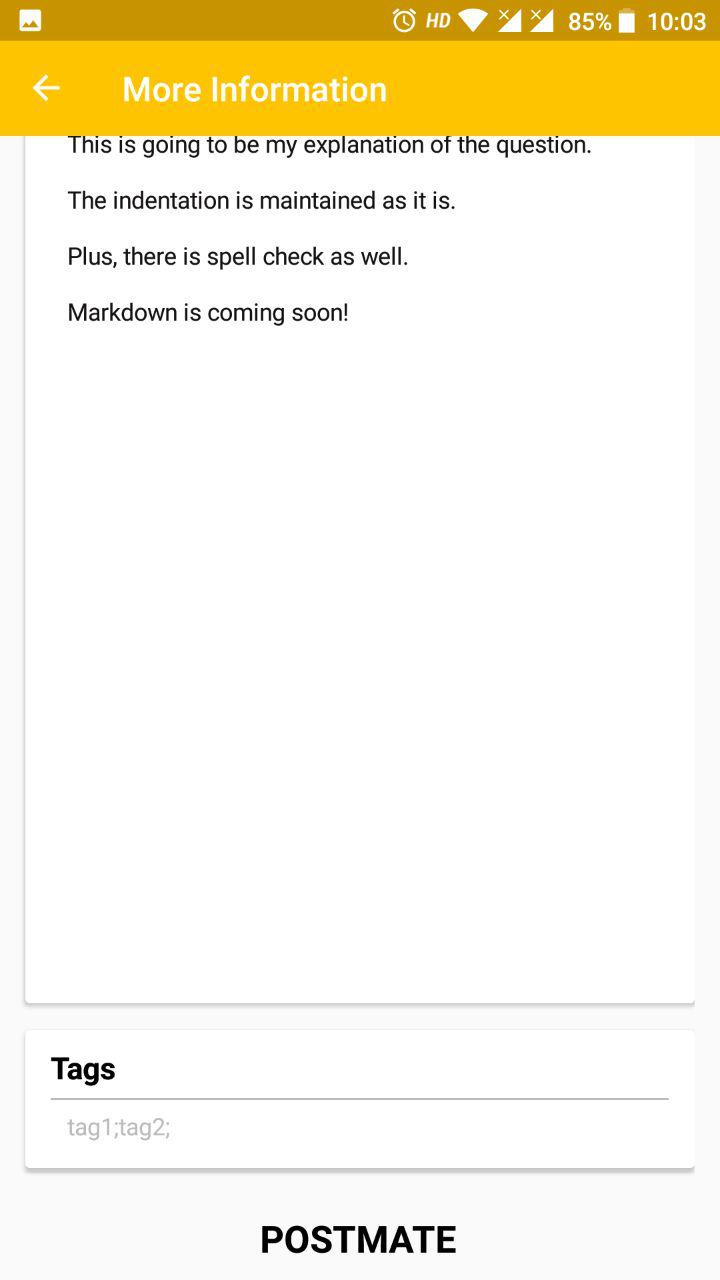 HD 85% 10:03
More Information
This is going to be my explanation of the question.
The indentation is maintained as it is.
Plus, there is spell check as well.
Markdown is coming soon!
Tags
tag1;tag2;
POSTMATE